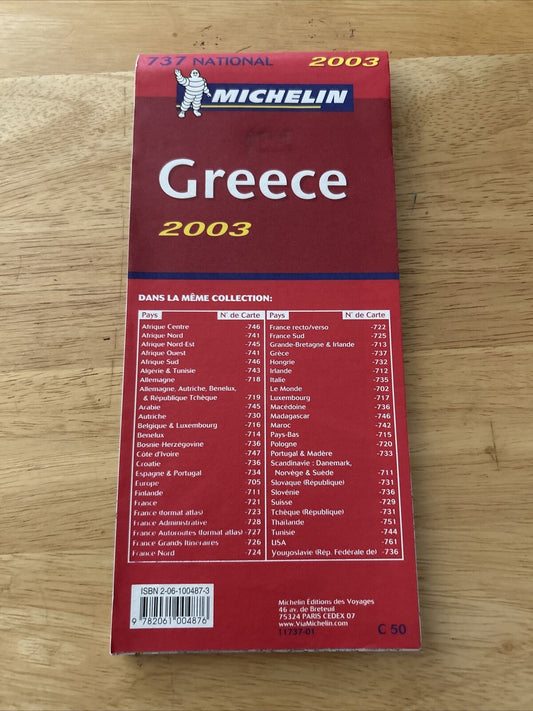 737 NATIONAL 2003
MICHELIN
Greece
2003
DANS LA MÊME COLLECTION:
Pays N° de Carte
Afrique Centre -746
Afrique Nord -741
Afrique Nord-Est -745
Afrique Ouest -741
Afrique Sud -746
Algérie & Tunisie -743
Allemagne -718
Allemagne, Autriche, Benelux,
& République Tchèque -719
Arabie -745
Autriche -730
Belgique & Luxembourg -716
Benelux -714
Bosnie-Herzégovine -736
Côte d'Ivoire -747
Croatie -736
Espagne & Portugal -734
Europe -705
Finlande -711
France -721
France (format atlas) -723
France Administrative -728
France Autoroutes (format atlas) -727
France Grands Itinéraires -726
France Nord -724
Pays N° de Carte
France recto/verso -722
France Sud -725
Grande-Bretagne & Irlande -713
Grèce -737
Hongrie -732
Irlande -712
Italie -735
Le Monde -702
Luxembourg -717
Macédoine -736
Madagascar -746
Maroc -742
Pays-Bas -715
Pologne -720
Portugal & Madère -733
Scandinavie : Danemark,
Norvège & Suède -711
Slovaque (République) -731
Slovénie -736
Suisse -729
Tchèque (République) -731
Thaïlande -751
Tunisie -744
USA -761
Yougoslavie (Rép. Fédérale de) -736
ISBN 2-06-100487-3
9 782061 004876
Michelin Éditions des Voyages
46 av. de Breteuil
75324 PARIS CEDEX 07
www.ViaMichelin.com
11737-01
C 50